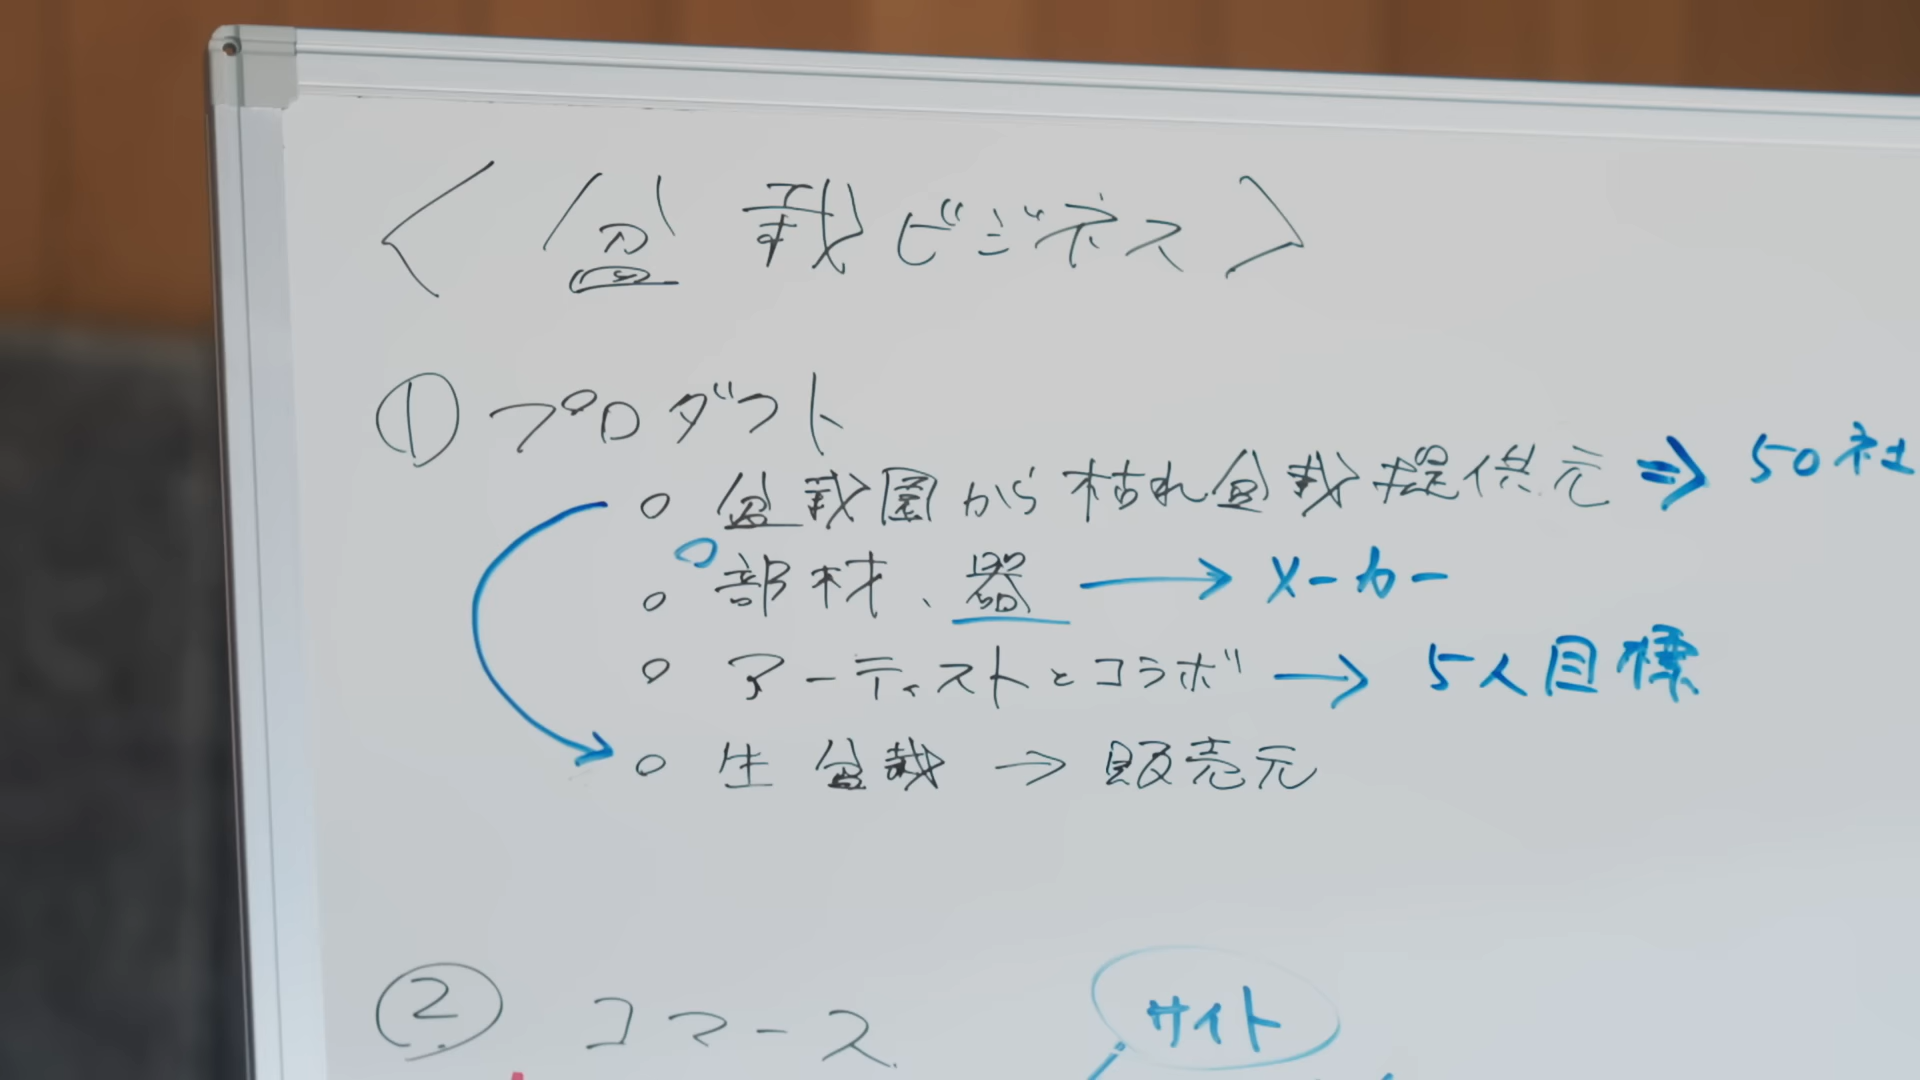 <盆栽ビジネス>
① プロダクト
○ 盆栽園から枯れ盆栽提供元 ⇒ 50社
○ 部材、器 → メーカー
○ アーティストとコラボ → 5人目標
○ 生盆栽 → 販売元
② コマース
サイト